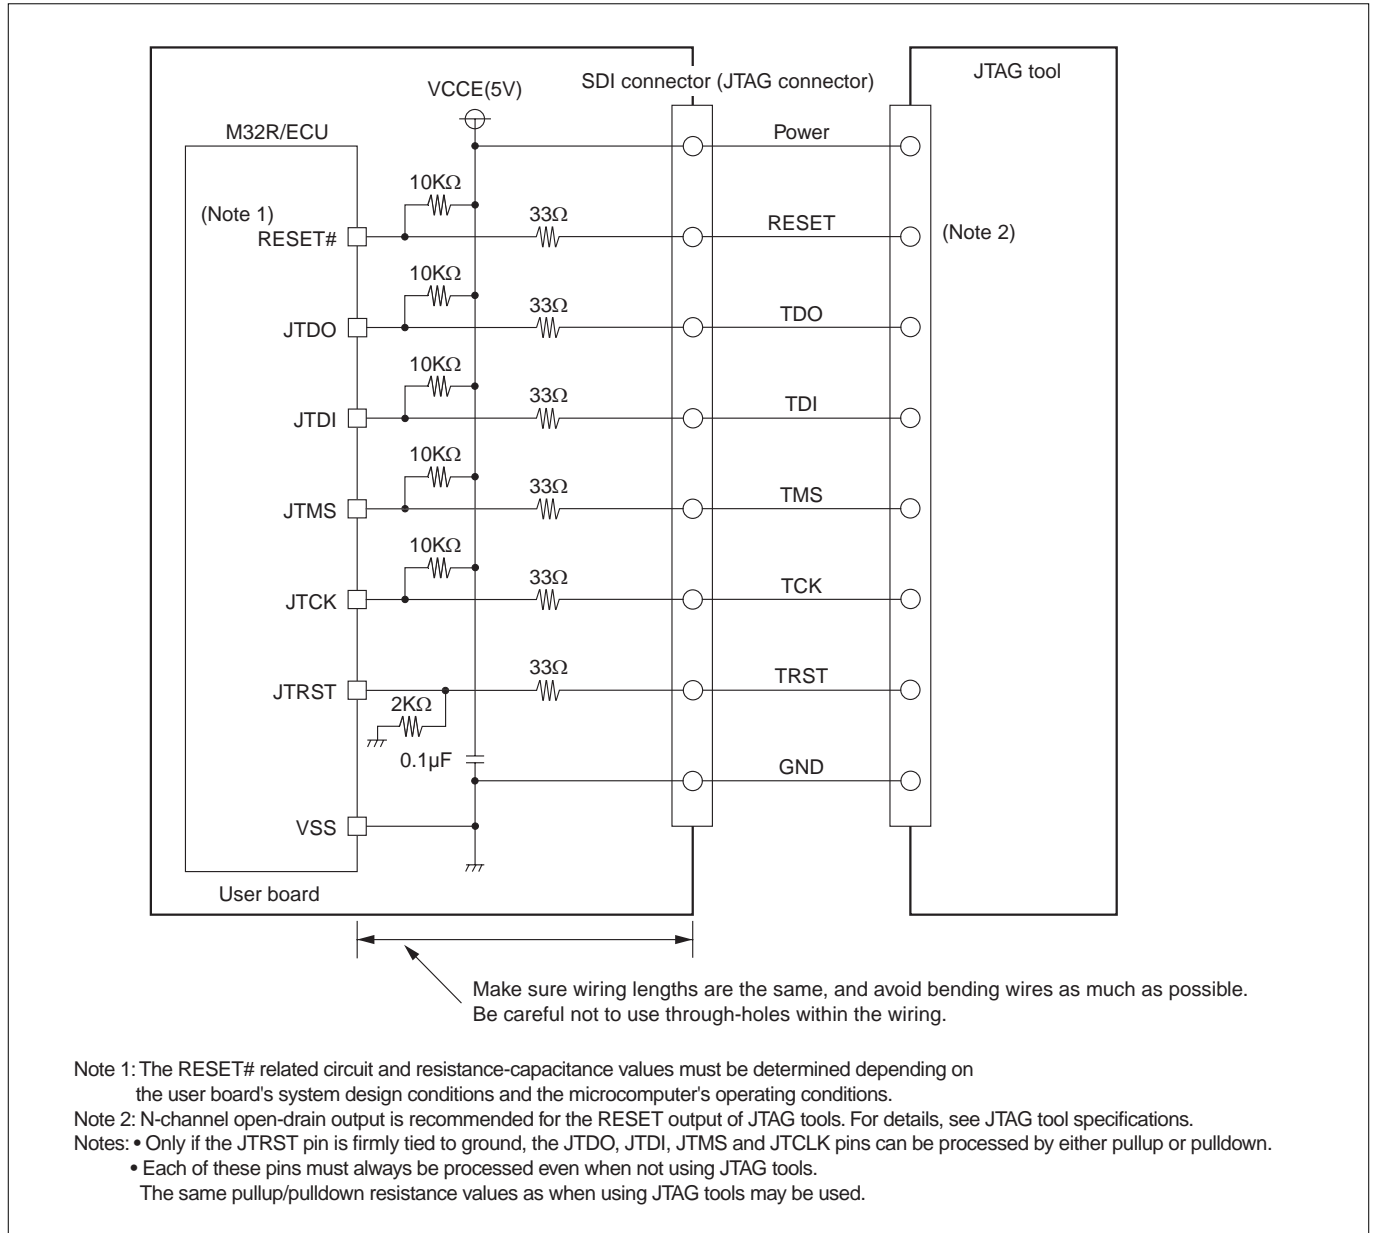 SDI connector (JTAG connector)
JTAG tool
VCCE(5V)
M32R/ECU
Power
10KΩ
(Note 1)
RESET#
33Ω
RESET
(Note 2)
10KΩ
JTDO
33Ω
TDO
10KΩ
JTDI
33Ω
TDI
10KΩ
JTMS
33Ω
TMS
10KΩ
JTCK
33Ω
TCK
JTRST
33Ω
TRST
2KΩ
0.1µF
GND
VSS
User board
Make sure wiring lengths are the same, and avoid bending wires as much as possible.
Be careful not to use through-holes within the wiring.
Note 1: The RESET# related circuit and resistance-capacitance values must be determined depending on
the user board's system design conditions and the microcomputer's operating conditions.
Note 2: N-channel open-drain output is recommended for the RESET output of JTAG tools. For details, see JTAG tool specifications.
Notes: • Only if the JTRST pin is firmly tied to ground, the JTDO, JTDI, JTMS and JTCLK pins can be processed by either pullup or pulldown.
• Each of these pins must always be processed even when not using JTAG tools.
The same pullup/pulldown resistance values as when using JTAG tools may be used.